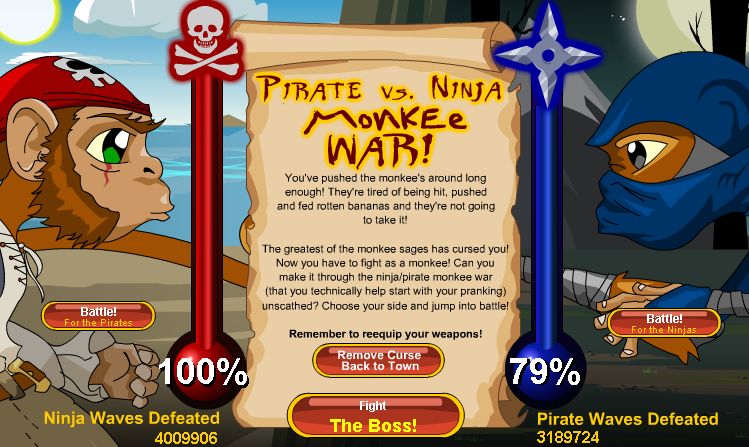 Pirate vs. Ninja
Monkee
War!
You've pushed the monkee's around long
enough! They're tired of being hit, pushed
and fed rotten bananas and they're not going
to take it!
The greatest of the monkee sages has cursed you!
Now you have to fight as a monkee! Can you
make it through the ninja/pirate monkee war
(that you technically help start with your pranking)
unscathed? Choose your side and jump into battle!
Remember to reequip your weapons!
Battle!
For the Pirates
Battle!
For the Ninjas
Remove Curse
Back to Town
100%
79%
Fight
The Boss!
Ninja Waves Defeated
4009906
Pirate Waves Defeated
3189724